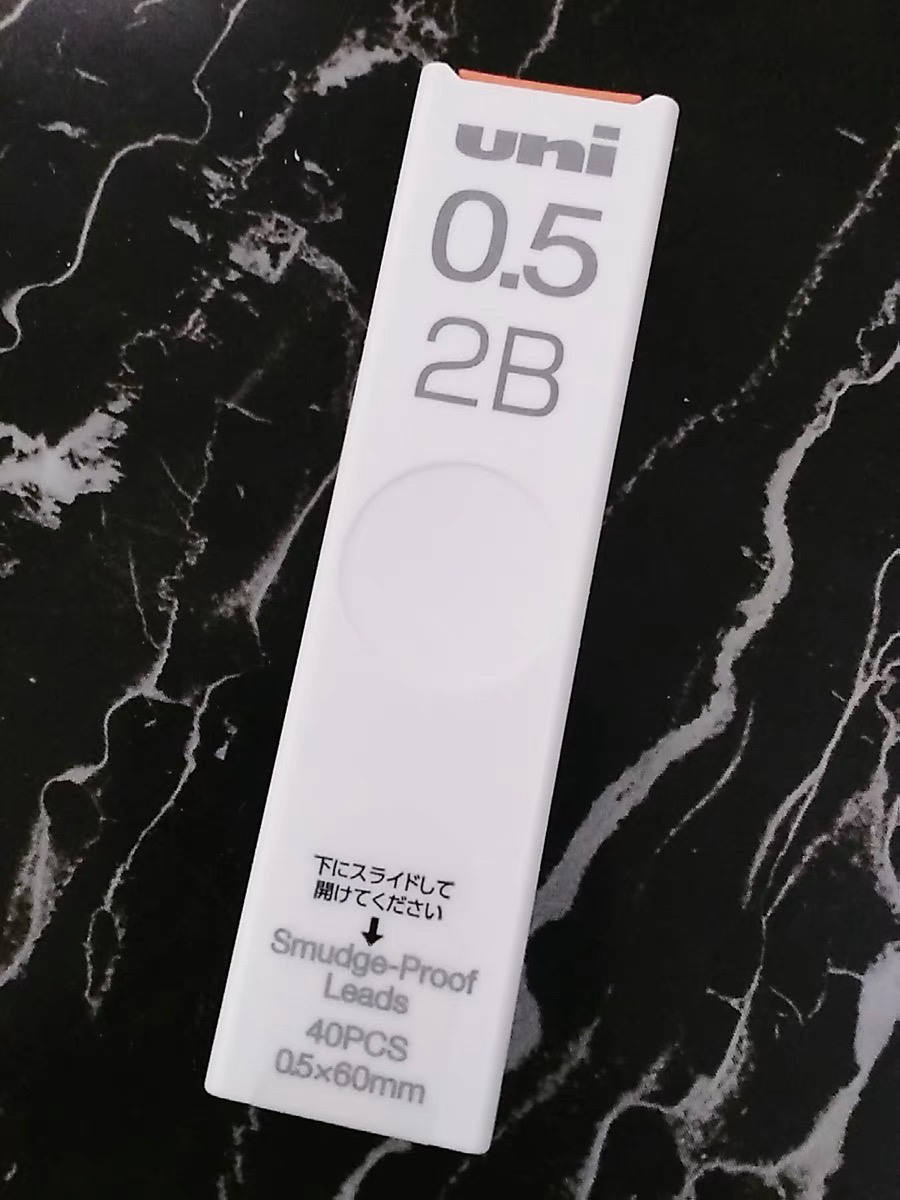 uni
0.5
2B
下にスライドして
開けてください
Smudge-Proof
Leads
40PCS
0.5×60mm